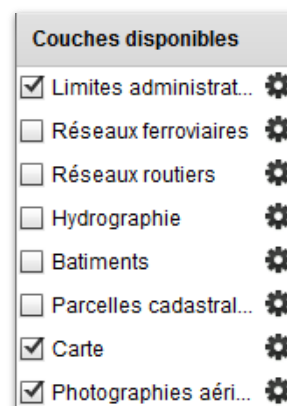 Couches disponibles
Limites administrat...
Réseaux ferroviaires
Réseaux routiers
Hydrographie
Batiments
Parcelles cadastral...
Carte
Photographies aéri...